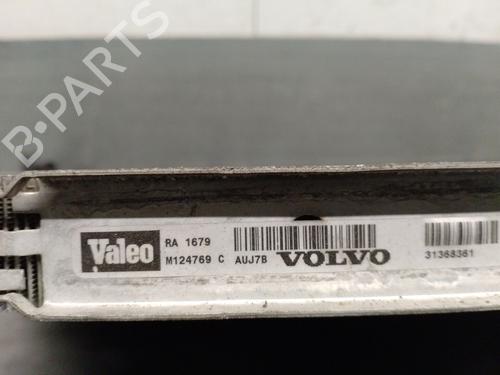 B-PARTS
Valeo
RA 1679
M124769 C AUJ7B VOLVO 31368361